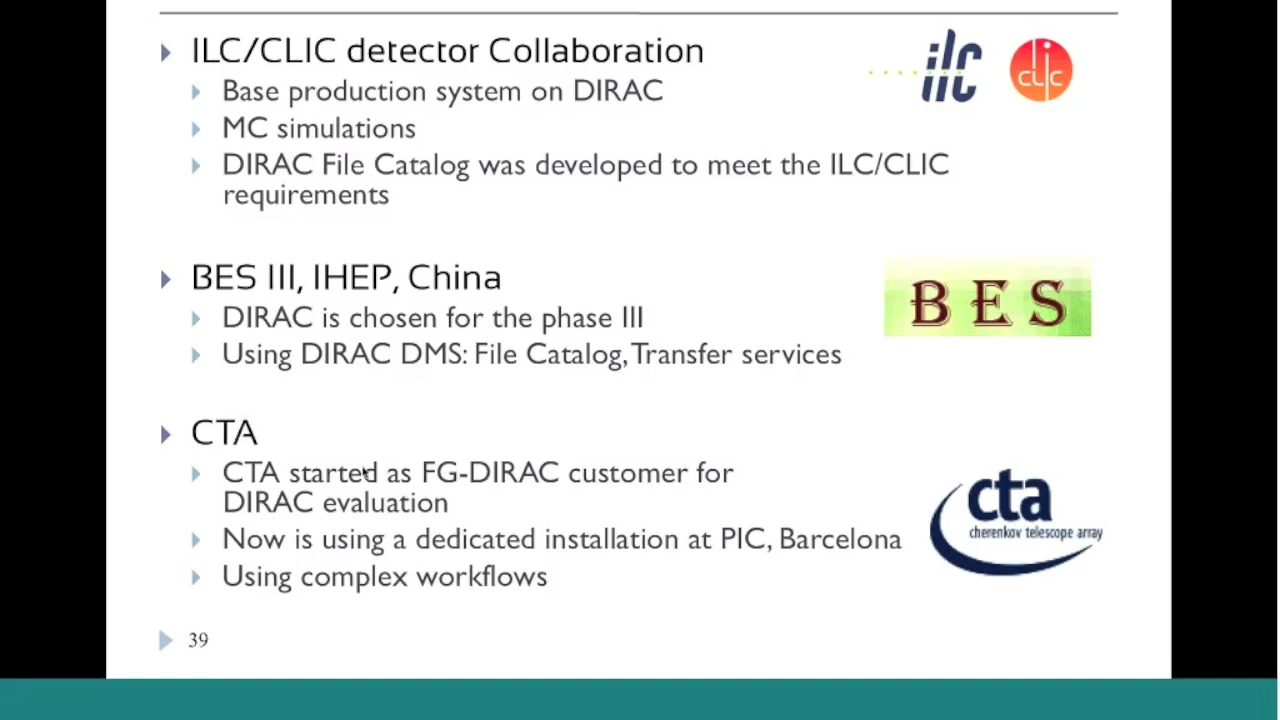 ILC/CLIC detector Collaboration
ilc
clic
Base production system on DIRAC
MC simulations
DIRAC File Catalog was developed to meet the ILC/CLIC
requirements
BES III, IHEP, China
BES
DIRAC is chosen for the phase III
Using DIRAC DMS: File Catalog, Transfer services
CTA
CTA started as FG-DIRAC customer for
DIRAC evaluation
cta
cherenkov telescope array
Now is using a dedicated installation at PIC, Barcelona
Using complex workflows
39